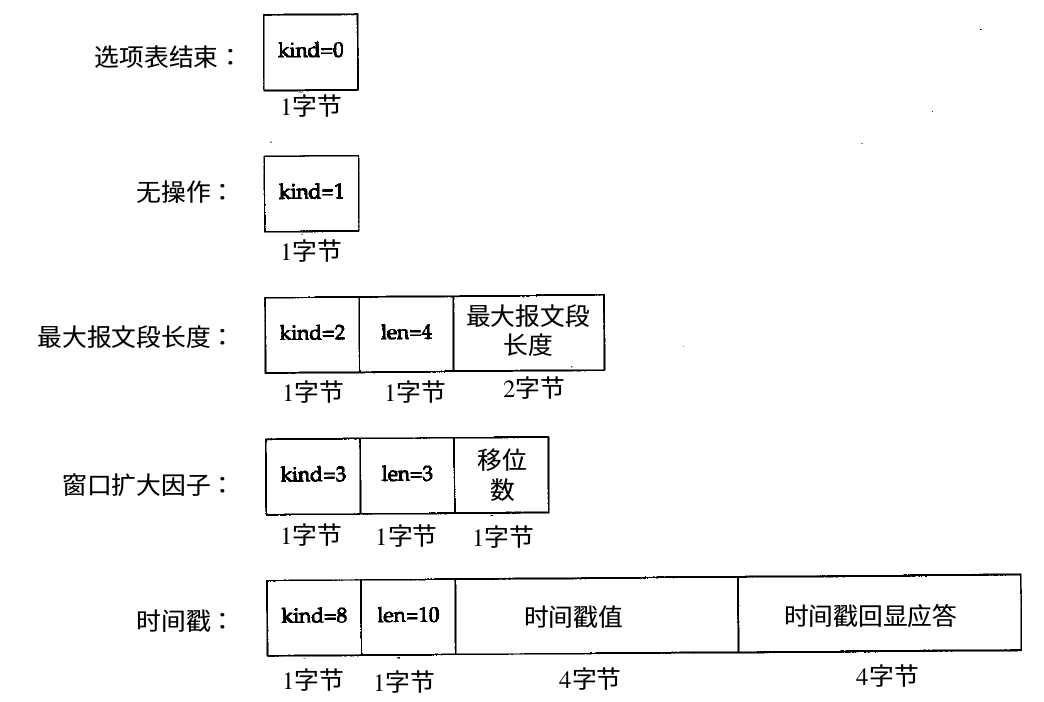 选项表结束： kind=0
1字节
无操作： kind=1
1字节
最大报文段长度： kind=2 len=4 最大报文段
长度
1字节 1字节 2字节
窗口扩大因子： kind=3 len=3 移位
数
1字节 1字节 1字节
时间戳： kind=8 len=10 时间戳值 时间戳回显应答
1字节 1字节 4字节 4字节